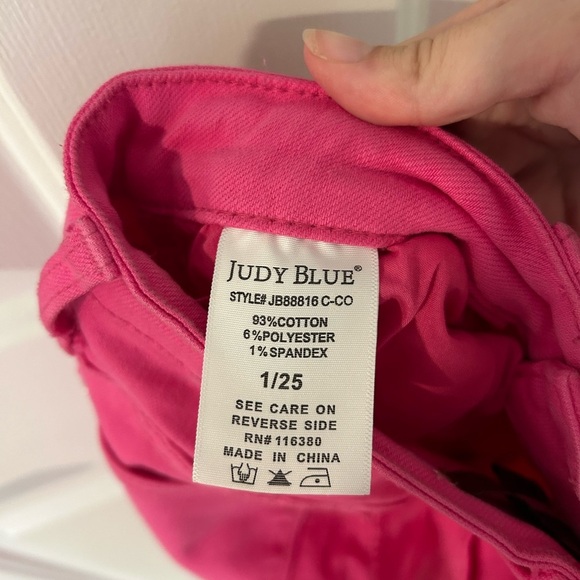 JUDY BLUE®
STYLE# JB88816 C-CO
93%COTTON
6%POLYESTER
1%SPANDEX
1/25
SEE CARE ON
REVERSE SIDE
RN# 116380
MADE IN CHINA